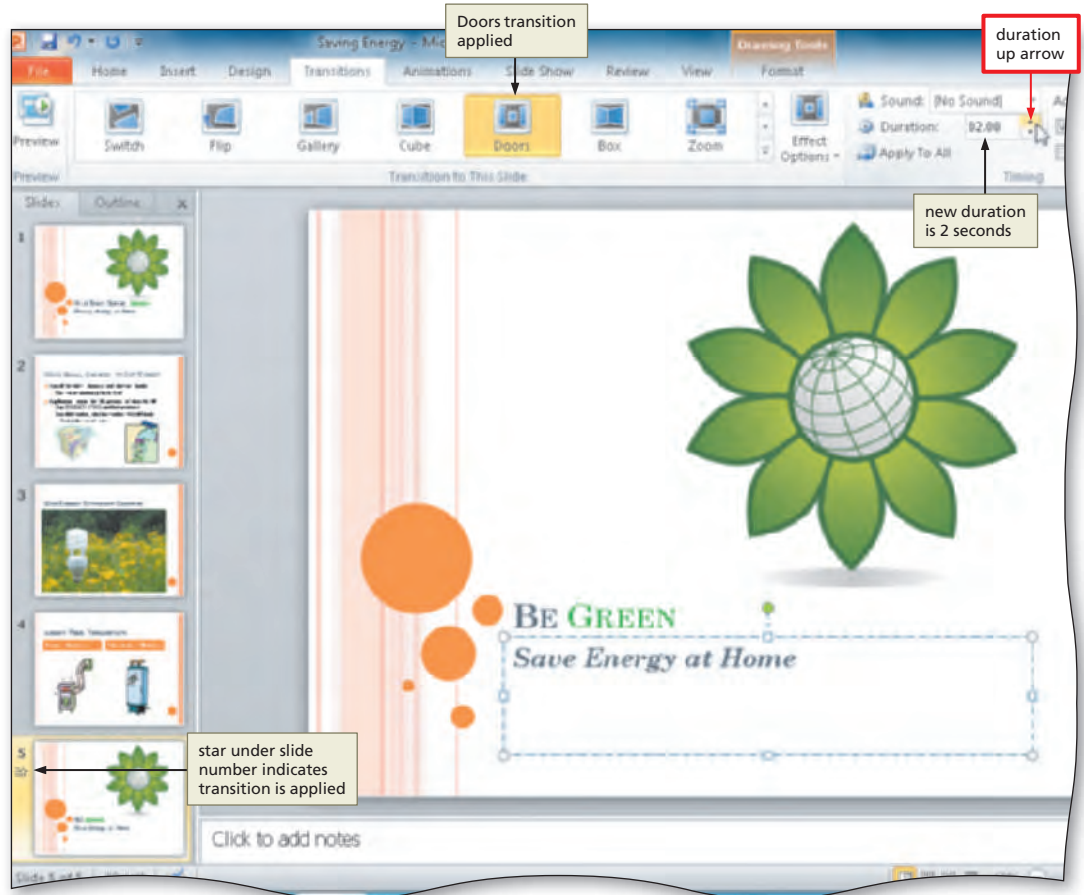 Doors transition
applied
duration
up arrow
Saving Energy - Mic
Drawing Tools
File Home Insert Design Transitions Animations Slide Show Review View Format
Sound: [No Sound]
Duration: 02.00
Apply To All
Preview Switch Flip Gallery Cube Doors Box Zoom Effect
Options
Preview Transition to This Slide Timing
new duration
is 2 seconds
Slides Outline
1
2
3
4
5
BE GREEN
Save Energy at Home
star under slide
number indicates
transition is applied
Click to add notes